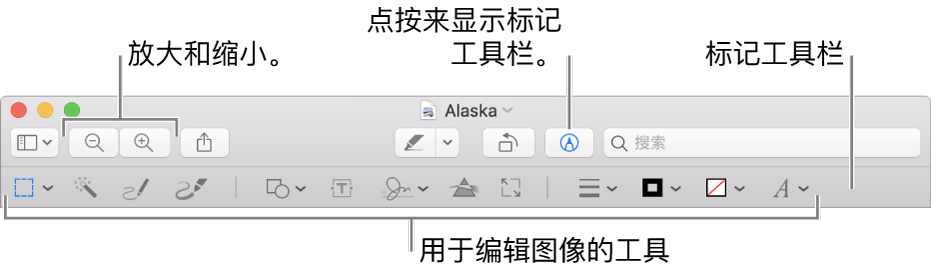 点按来显示标记
工具栏。
放大和缩小。
标记工具栏
Alaska
搜索
T
A
用于编辑图像的工具